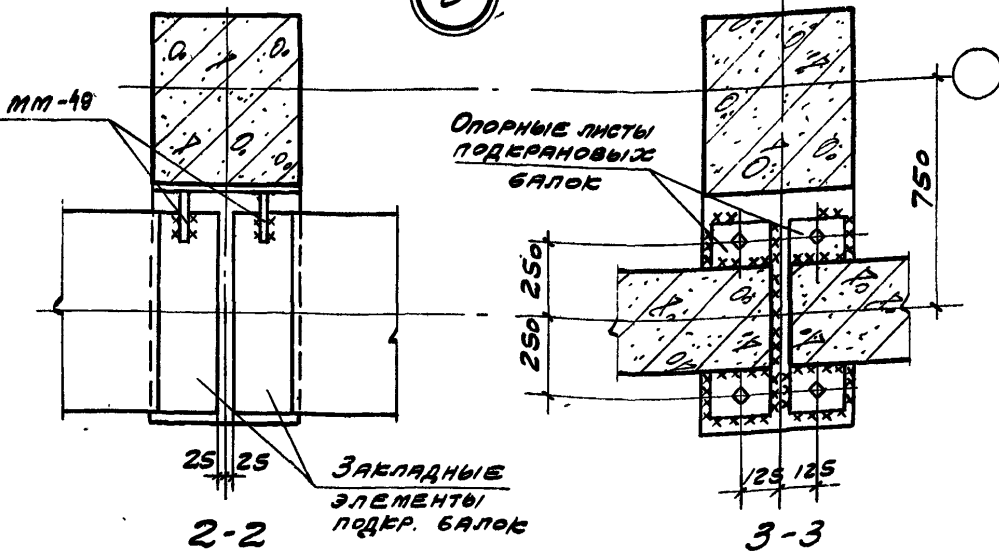 мм-49
Опорные листы
подкрановых
балок
750
250
250
25 25
125 125
Закладные
элементы
подкр. балок
2-2
3-3